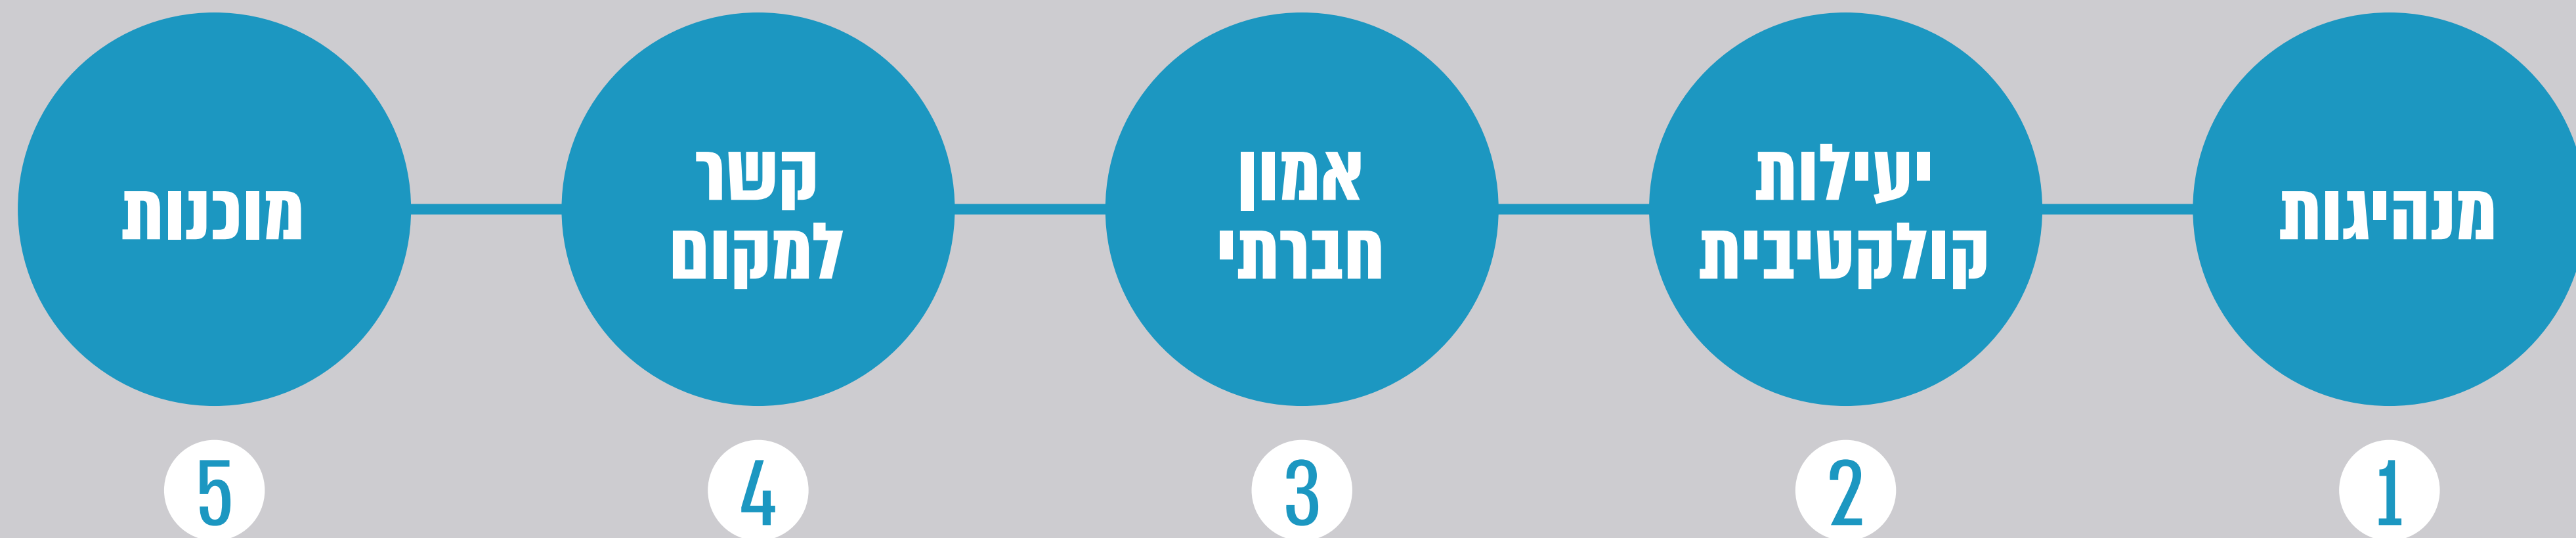 מנהיגות
יעילות
קולקטיבית
אמון
חברתי
קשר
למקום
מוכנות
1
2
3
4
5